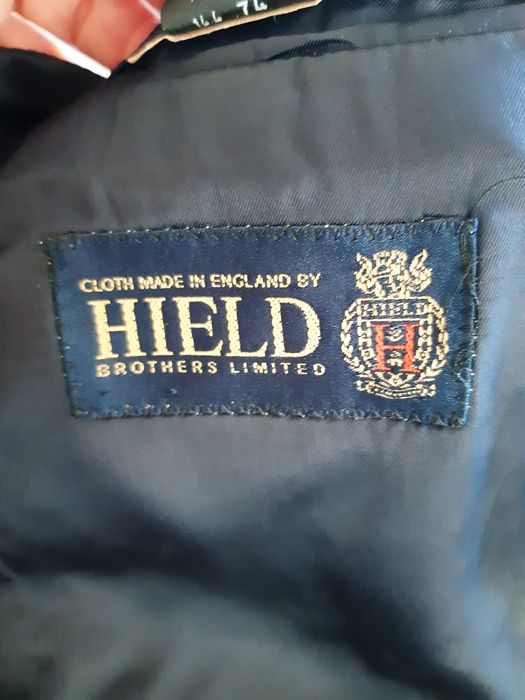 CLOTH MADE IN ENGLAND BY
HIELD
BROTHERS LIMITED
HIELD
H